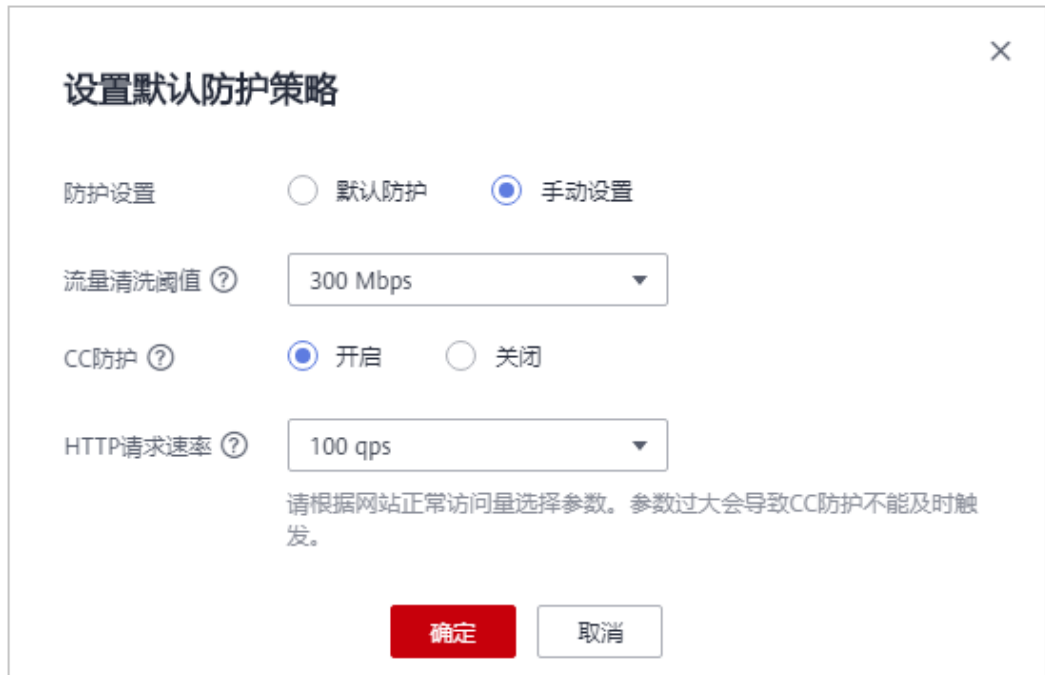 设置默认防护策略
防护设置 默认防护 手动设置
流量清洗阈值 ? 300 Mbps
CC防护 ? 开启 关闭
HTTP请求速率 ? 100 qps
请根据网站正常访问量选择参数。参数过大会导致CC防护不能及时触
发。
确定 取消